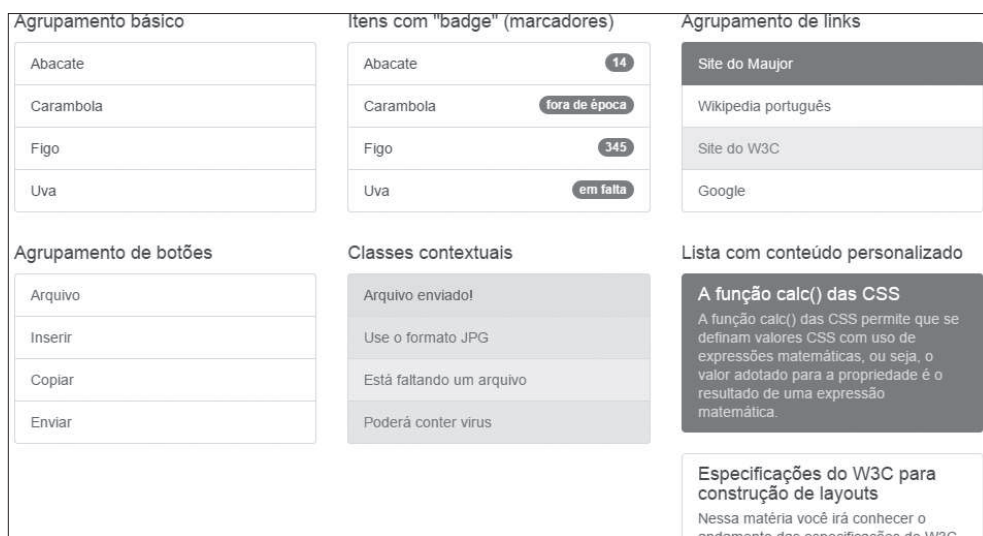 Agrupamento básico
Abacate
Carambola
Figo
Uva
Itens com "badge" (marcadores)
Abacate 14
Carambola fora de época
Figo 345
Uva em falta
Agrupamento de links
Site do Maujor
Wikipedia português
Site do W3C
Google
Agrupamento de botões
Arquivo
Inserir
Copiar
Enviar
Classes contextuais
Arquivo enviado!
Use o formato JPG
Está faltando um arquivo
Poderá conter virus
Lista com conteúdo personalizado
A função calc() das CSS
A função calc() das CSS permite que se
definam valores CSS com uso de
expressões matemáticas, ou seja, o
valor adotado para a propriedade é o
resultado de uma expressão
matemática.
Especificações do W3C para
construção de layouts
Nessa matéria você irá conhecer o
andamento das especificações do W3C